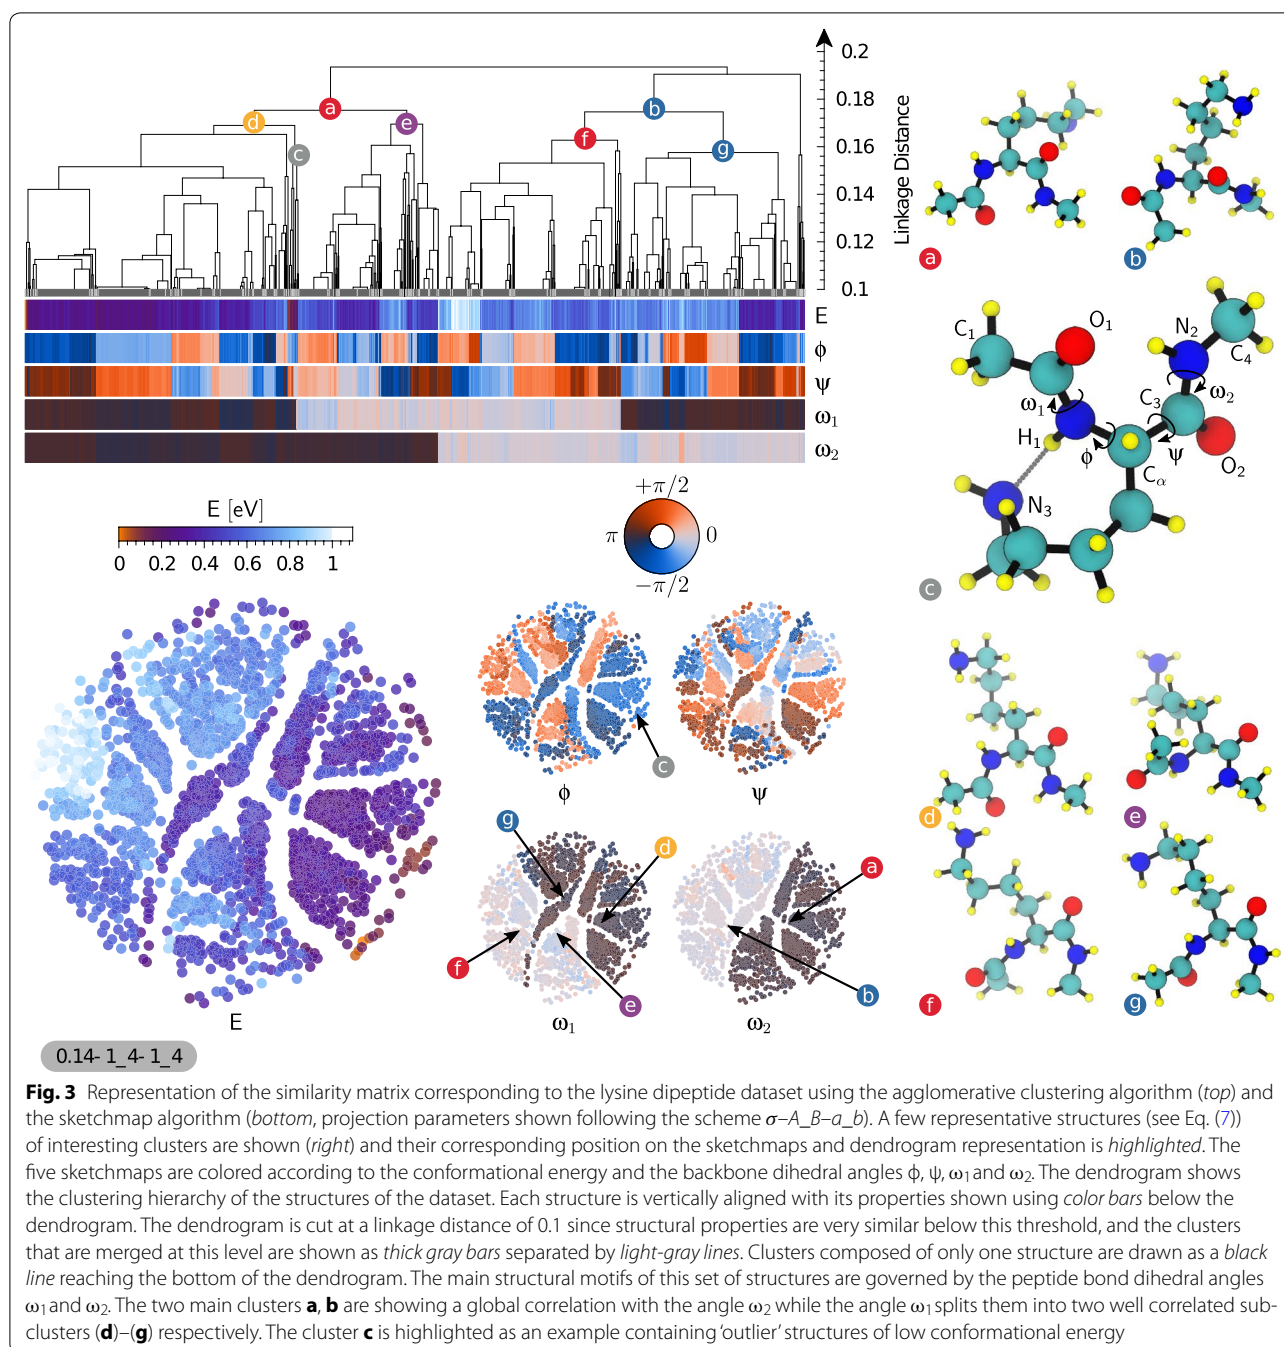 0.2
0.18
0.16
0.14
0.12
0.1
Linkage Distance
a
b
d
e
c
f
g
E
ϕ
ψ
ω1
ω2
E [eV]
0 0.2 0.4 0.6 0.8 1
+π/2
π
0
−π/2
a
b
C1
O1
N2
C4
C3
ω1
ω2
H1
ϕ
ψ
O2
Cα
N3
c
d
e
f
g
c
ϕ
ψ
g
d
a
f
e
b
E
ω1
ω2
0.14- 1_4- 1_4
Fig. 3 Representation of the similarity matrix corresponding to the lysine dipeptide dataset using the agglomerative clustering algorithm (top) and
the sketchmap algorithm (bottom, projection parameters shown following the scheme σ–A_B–a_b). A few representative structures (see Eq. (7))
of interesting clusters are shown (right) and their corresponding position on the sketchmaps and dendrogram representation is highlighted. The
five sketchmaps are colored according to the conformational energy and the backbone dihedral angles ϕ, ψ, ω1 and ω2. The dendrogram shows
the clustering hierarchy of the structures of the dataset. Each structure is vertically aligned with its properties shown using color bars below the
dendrogram. The dendrogram is cut at a linkage distance of 0.1 since structural properties are very similar below this threshold, and the clusters
that are merged at this level are shown as thick gray bars separated by light-gray lines. Clusters composed of only one structure are drawn as a black
line reaching the bottom of the dendrogram. The main structural motifs of this set of structures are governed by the peptide bond dihedral angles
ω1 and ω2. The two main clusters a, b are showing a global correlation with the angle ω2 while the angle ω1 splits them into two well correlated sub-
clusters (d)–(g) respectively. The cluster c is highlighted as an example containing ‘outlier’ structures of low conformational energy